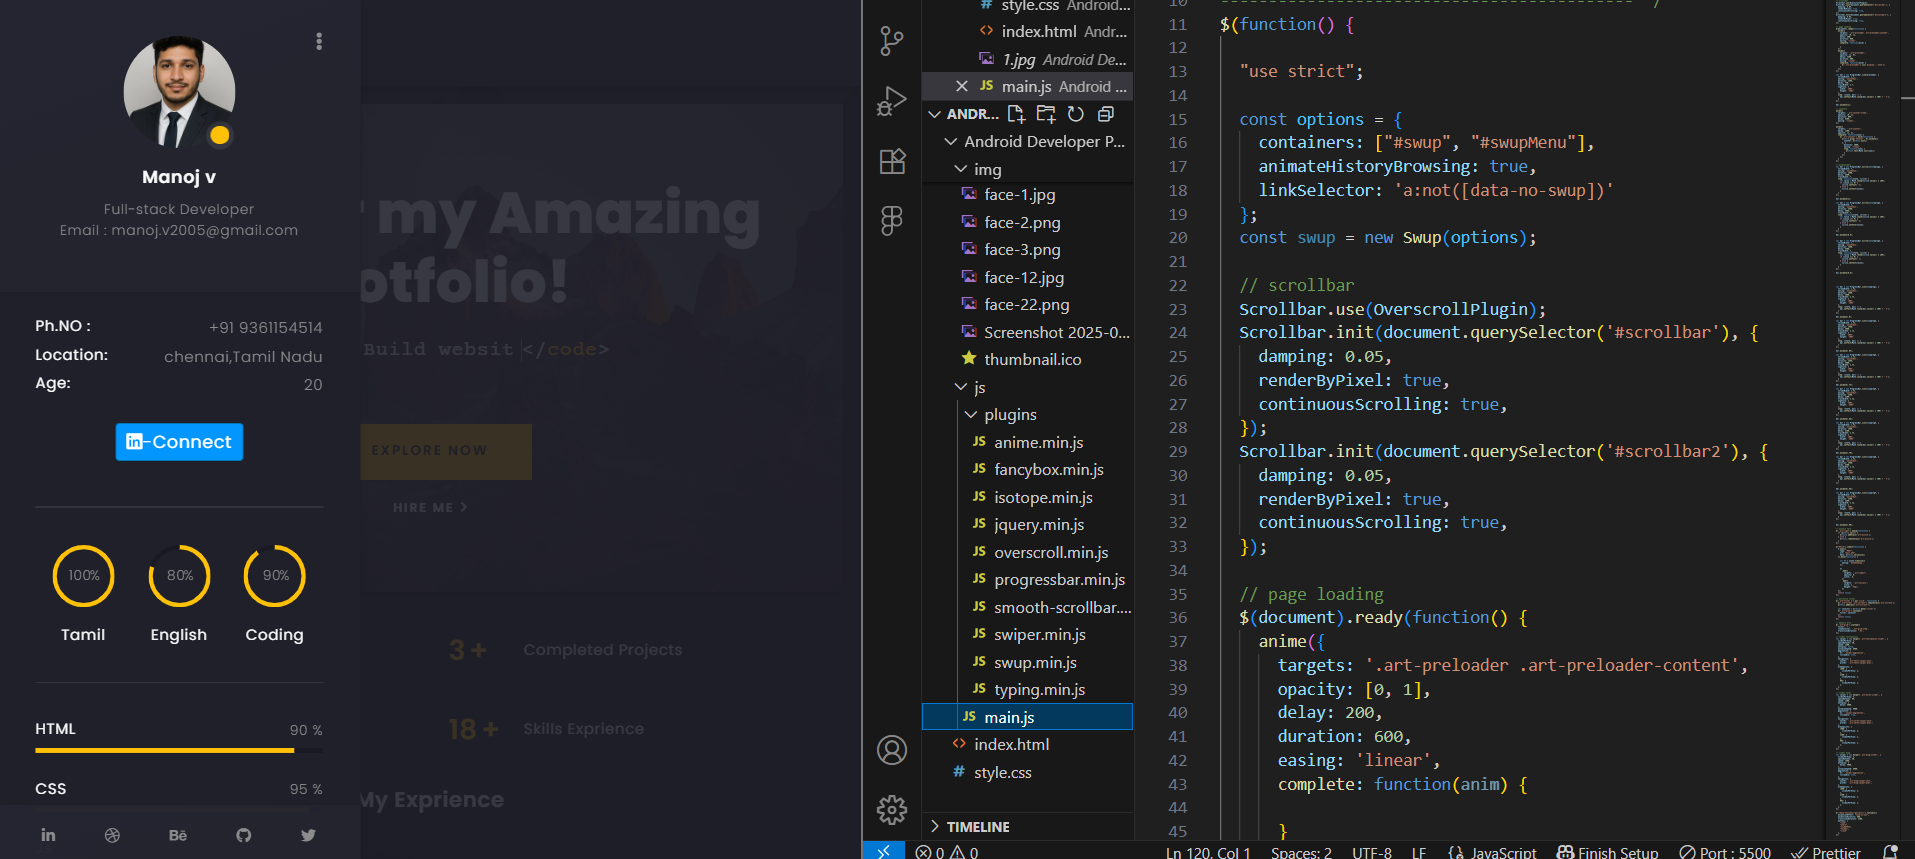 Manoj v
Full-stack Developer
Email : manoj.v2005@gmail.com
Ph.NO : +91 9361154514
Location: chennai,Tamil Nadu
Age: 20
in-Connect
100% 80% 90%
Tamil English Coding
HTML 90 %
CSS 95 %
my Amazing
otfolio!
Build websit </code>
EXPLORE NOW
HIRE ME
3 + Completed Projects
18 + Skills Exprience
My Exprience
style.css Android...
index.html Andr...
1.jpg Android De...
main.js Android ...
ANDR...
Android Developer P...
img
face-1.jpg
face-2.png
face-3.png
face-12.jpg
face-22.png
Screenshot 2025-0...
thumbnail.ico
js
plugins
anime.min.js
fancybox.min.js
isotope.min.js
jquery.min.js
overscroll.min.js
progressbar.min.js
smooth-scrollbar....
swiper.min.js
swup.min.js
typing.min.js
main.js
index.html
style.css
TIMELINE
10
11 $(function() {
12
13 "use strict";
14
15 const options = {
16 containers: ["#swup", "#swupMenu"],
17 animateHistoryBrowsing: true,
18 linkSelector: 'a:not([data-no-swup])'
19 };
20 const swup = new Swup(options);
21
22 // scrollbar
23 Scrollbar.use(OverscrollPlugin);
24 Scrollbar.init(document.querySelector('#scrollbar'), {
25 damping: 0.05,
26 renderByPixel: true,
27 continuousScrolling: true,
28 });
29 Scrollbar.init(document.querySelector('#scrollbar2'), {
30 damping: 0.05,
31 renderByPixel: true,
32 continuousScrolling: true,
33 });
34
35 // page loading
36 $(document).ready(function() {
37 anime({
38 targets: '.art-preloader .art-preloader-content',
39 opacity: [0, 1],
40 delay: 200,
41 duration: 600,
42 easing: 'linear',
43 complete: function(anim) {
44
45 }
0 0 Ln 120, Col 1 Spaces: 2 UTF-8 LF {} JavaScript Finish Setup Port : 5500 Prettier